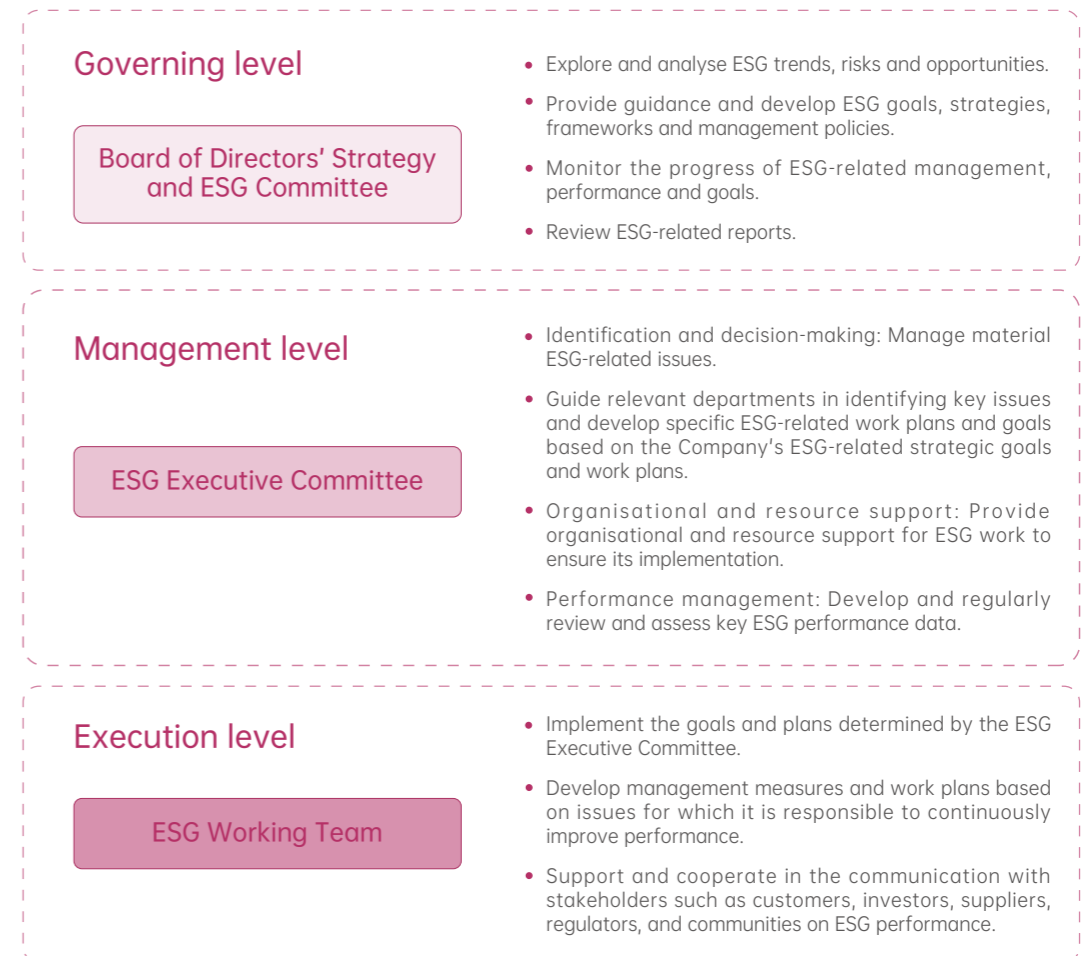 Governing level
Board of Directors’ Strategy
and ESG Committee
• Explore and analyse ESG trends, risks and opportunities.
• Provide guidance and develop ESG goals, strategies,
frameworks and management policies.
• Monitor the progress of ESG-related management,
performance and goals.
• Review ESG-related reports.
Management level
ESG Executive Committee
• Identification and decision-making: Manage material
ESG-related issues.
• Guide relevant departments in identifying key issues
and develop specific ESG-related work plans and goals
based on the Company’s ESG-related strategic goals
and work plans.
• Organisational and resource support: Provide
organisational and resource support for ESG work to
ensure its implementation.
• Performance management: Develop and regularly
review and assess key ESG performance data.
Execution level
ESG Working Team
• Implement the goals and plans determined by the ESG
Executive Committee.
• Develop management measures and work plans based
on issues for which it is responsible to continuously
improve performance.
• Support and cooperate in the communication with
stakeholders such as customers, investors, suppliers,
regulators, and communities on ESG performance.